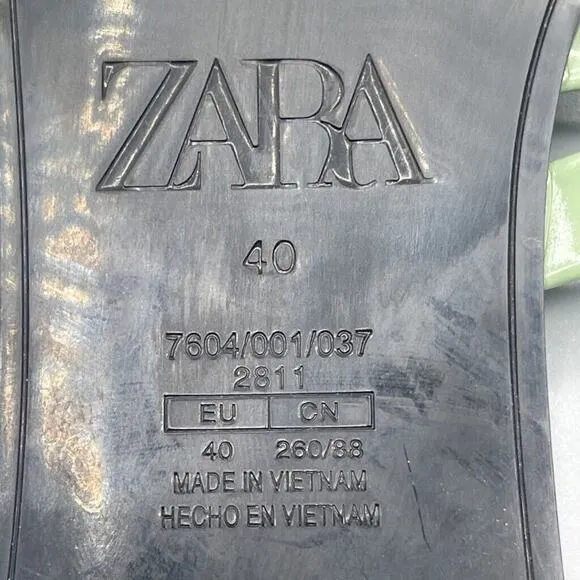 ZARA
40
7604/001/037
2811
EU CN
40 260/88
MADE IN VIETNAM
HECHO EN VIETNAM